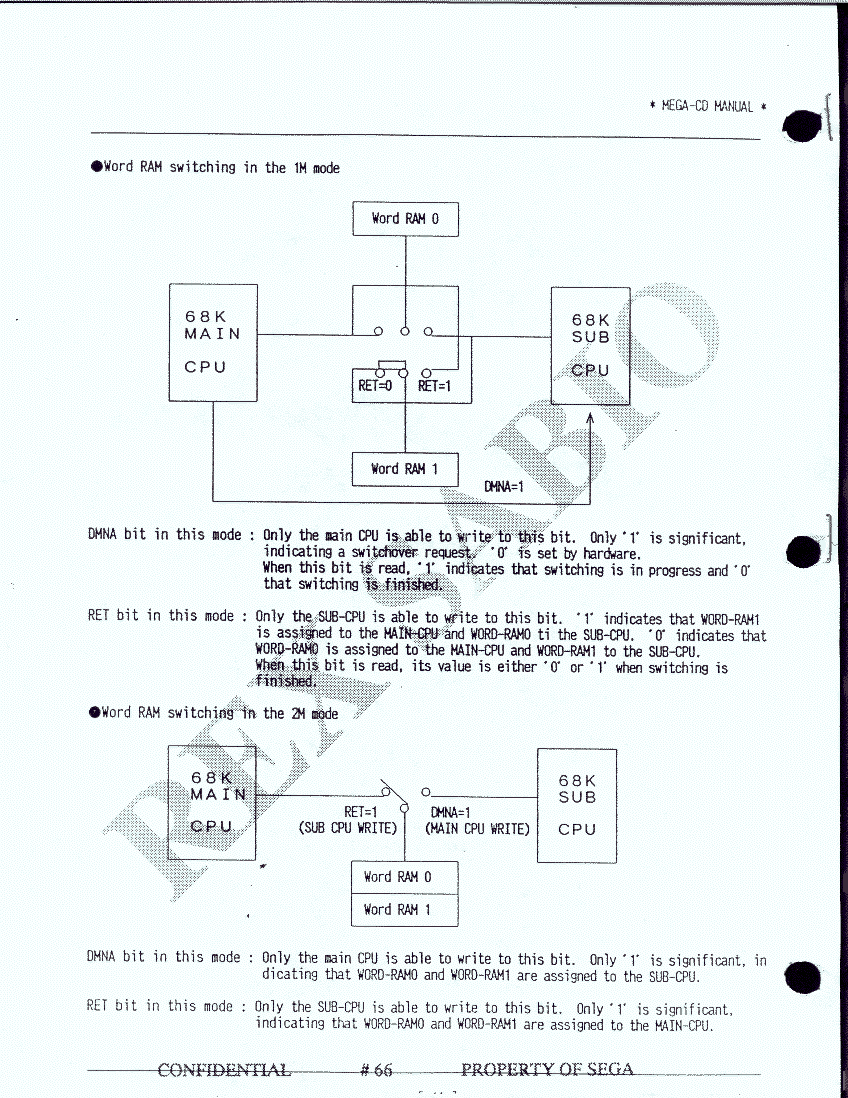 * MEGA-CD MANUAL *
●Word RAM switching in the 1M mode
Word RAM 0
68K
MAIN
CPU
68K
SUB
CPU
RET=0
RET=1
Word RAM 1
DMNA=1
DMNA bit in this mode : Only the main CPU is able to write to this bit. Only '1' is significant,
indicating a switchover request. '0' is set by hardware.
When this bit is read, '1' indicates that switching is in progress and '0'
that switching is finished.
RET bit in this mode : Only the SUB-CPU is able to write to this bit. '1' indicates that WORD-RAM1
is assigned to the MAIN-CPU and WORD-RAM0 ti the SUB-CPU. '0' indicates that
WORD-RAM0 is assigned to the MAIN-CPU and WORD-RAM1 to the SUB-CPU.
When this bit is read, its value is either '0' or '1' when switching is
finished.
●Word RAM switching in the 2M mode
68K
MAIN
CPU
68K
SUB
CPU
RET=1
(SUB CPU WRITE)
DMNA=1
(MAIN CPU WRITE)
Word RAM 0
Word RAM 1
DMNA bit in this mode : Only the main CPU is able to write to this bit. Only '1' is significant, in
dicating that WORD-RAM0 and WORD-RAM1 are assigned to the SUB-CPU.
RET bit in this mode : Only the SUB-CPU is able to write to this bit. Only '1' is significant,
indicating that WORD-RAM0 and WORD-RAM1 are assigned to the MAIN-CPU.
CONFIDENTIAL #66 PROPERTY OF SEGA